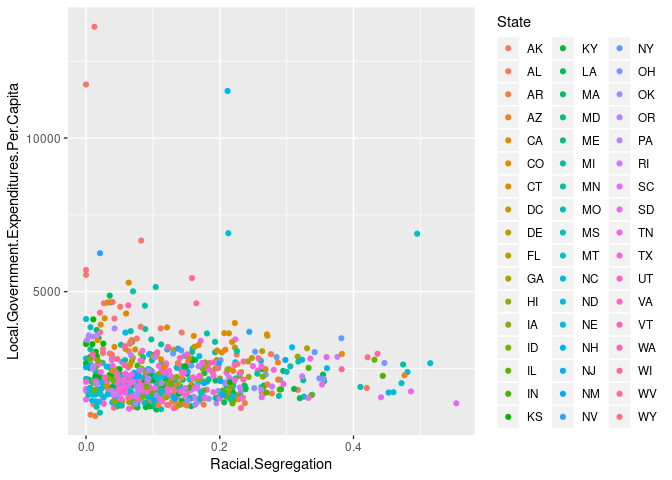 State
AK KY NY
AL LA OH
AR MA OK
AZ MD OR
CA ME PA
CO MI RI
CT MN SC
DC MO SD
DE MS TN
FL MT TX
GA NC UT
HI ND VA
IA NE VT
ID NH WA
IL NJ WI
IN NM WV
KS NV WY
Local.Government.Expenditures.Per.Capita
10000
5000
0.0 0.2 0.4
Racial.Segregation